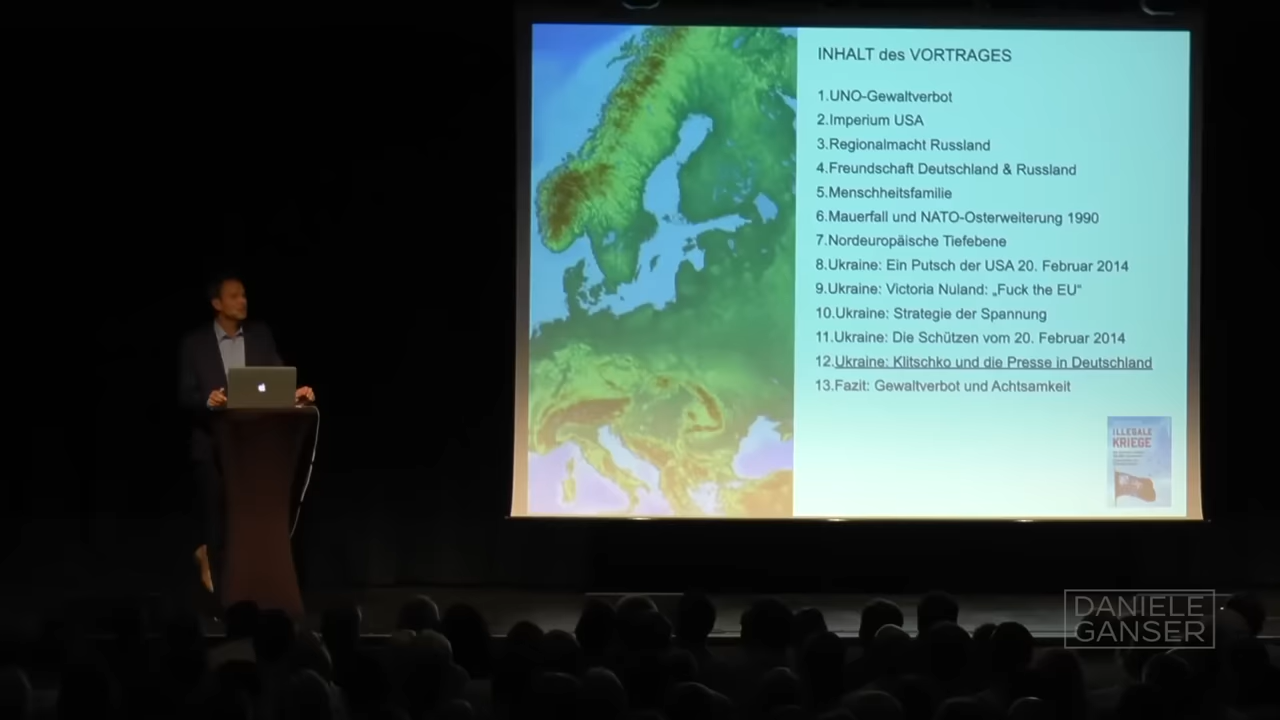 INHALT des VORTRAGES
1.UNO-Gewaltverbot
2.Imperium USA
3.Regionalmacht Russland
4.Freundschaft Deutschland & Russland
5.Menschheitsfamilie
6.Mauerfall und NATO-Osterweiterung 1990
7.Nordeuropäische Tiefebene
8.Ukraine: Ein Putsch der USA 20. Februar 2014
9.Ukraine: Victoria Nuland: „Fuck the EU“
10.Ukraine: Strategie der Spannung
11.Ukraine: Die Schützen vom 20. Februar 2014
12.Ukraine: Klitschko und die Presse in Deutschland
13.Fazit: Gewaltverbot und Achtsamkeit
ILLEGALE
KRIEGE
DANIELE
GANSER